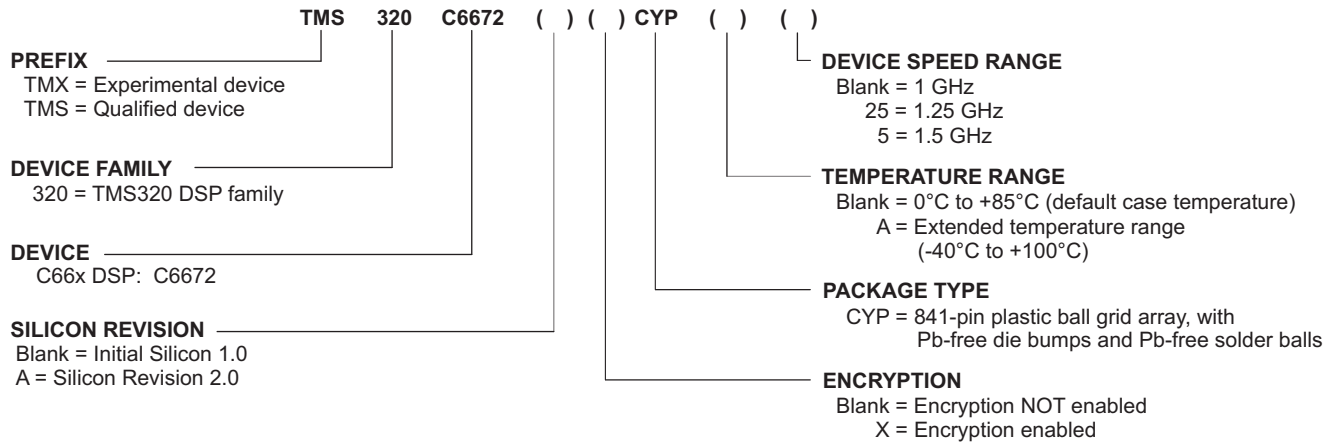 TMS 320 C6672 ( ) ( ) CYP ( ) ( )
PREFIX
TMX = Experimental device
TMS = Qualified device
DEVICE FAMILY
320 = TMS320 DSP family
DEVICE
C66x DSP: C6672
SILICON REVISION
Blank = Initial Silicon 1.0
A = Silicon Revision 2.0
DEVICE SPEED RANGE
Blank = 1 GHz
25 = 1.25 GHz
5 = 1.5 GHz
TEMPERATURE RANGE
Blank = 0°C to +85°C (default case temperature)
A = Extended temperature range
(-40°C to +100°C)
PACKAGE TYPE
CYP = 841-pin plastic ball grid array, with
Pb-free die bumps and Pb-free solder balls
ENCRYPTION
Blank = Encryption NOT enabled
X = Encryption enabled